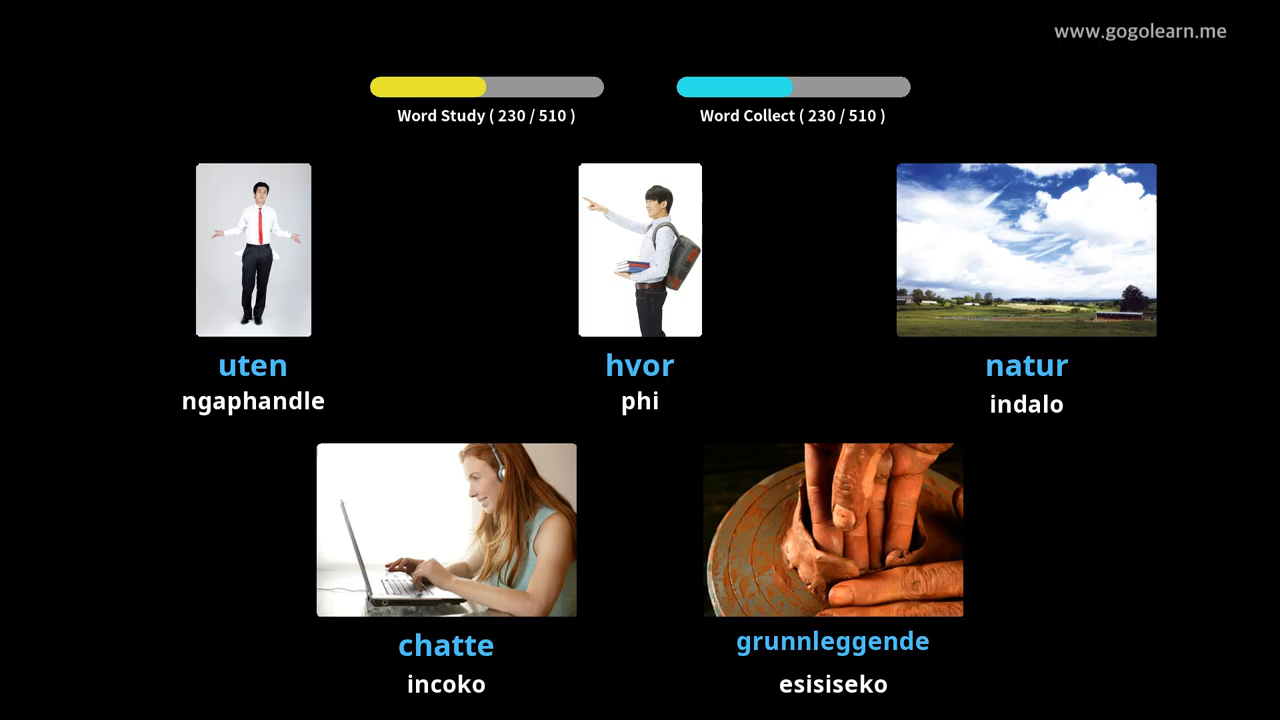 www.gogolearn.me
Word Study ( 230 / 510 )
Word Collect ( 230 / 510 )
uten
ngaphandle
hvor
phi
natur
indalo
chatte
incoko
grunnleggende
esisiseko